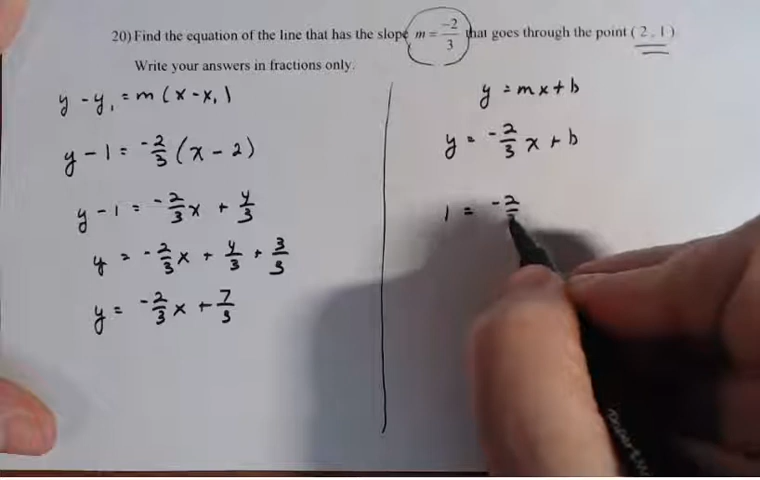 20) Find the equation of the line that has the slope m = -2/3 that goes through the point ( 2 , 1 )
Write your answers in fractions only.
y - y₁ = m ( x - x₁ )
y - 1 = -2/3 ( x - 2 )
y - 1 = -2/3 x + 4/3
y = -2/3 x + 4/3 + 3/3
y = -2/3 x + 7/3
y = mx + b
y = -2/3 x + b
1 = -2